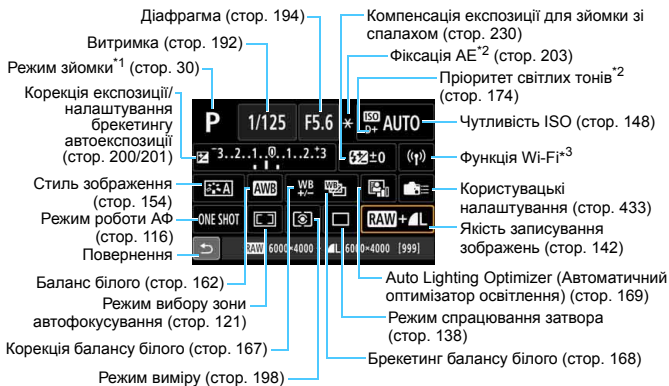 Діафрагма (стор. 194)
Витримка (стор. 192)
Режим зйомки*1 (стор. 30)
Корекція експозиції/
налаштування
брекетингу
автоекспозиції
(стор. 200/201)
Стиль зображення
(стор. 154)
Режим роботи АФ
(стор. 116)
Повернення
Баланс білого (стор. 162)
Режим вибору зони
автофокусування (стор. 121)
Корекція балансу білого (стор. 167)
Режим виміру (стор. 198)
Компенсація експозиції для зйомки зі
спалахом (стор. 230)
Фіксація AE*2 (стор. 203)
Пріоритет світлих тонів*2
(стор. 174)
Чутливість ISO (стор. 148)
Функція Wi-Fi*3
Користувацькі
налаштування (стор. 433)
Якість записування
зображень (стор. 142)
Auto Lighting Optimizer (Автоматичний
оптимізатор освітлення) (стор. 169)
Режим спрацювання затвора
(стор. 138)
Брекетинг балансу білого (стор. 168)
P 1/125 F5.6 * ISO D+ AUTO
-3..2..1..0..1..2..+3 ±0
A AWB WB +/- WB
ONE SHOT RAW+L
RAW 6000×4000 L 6000×4000 [999]